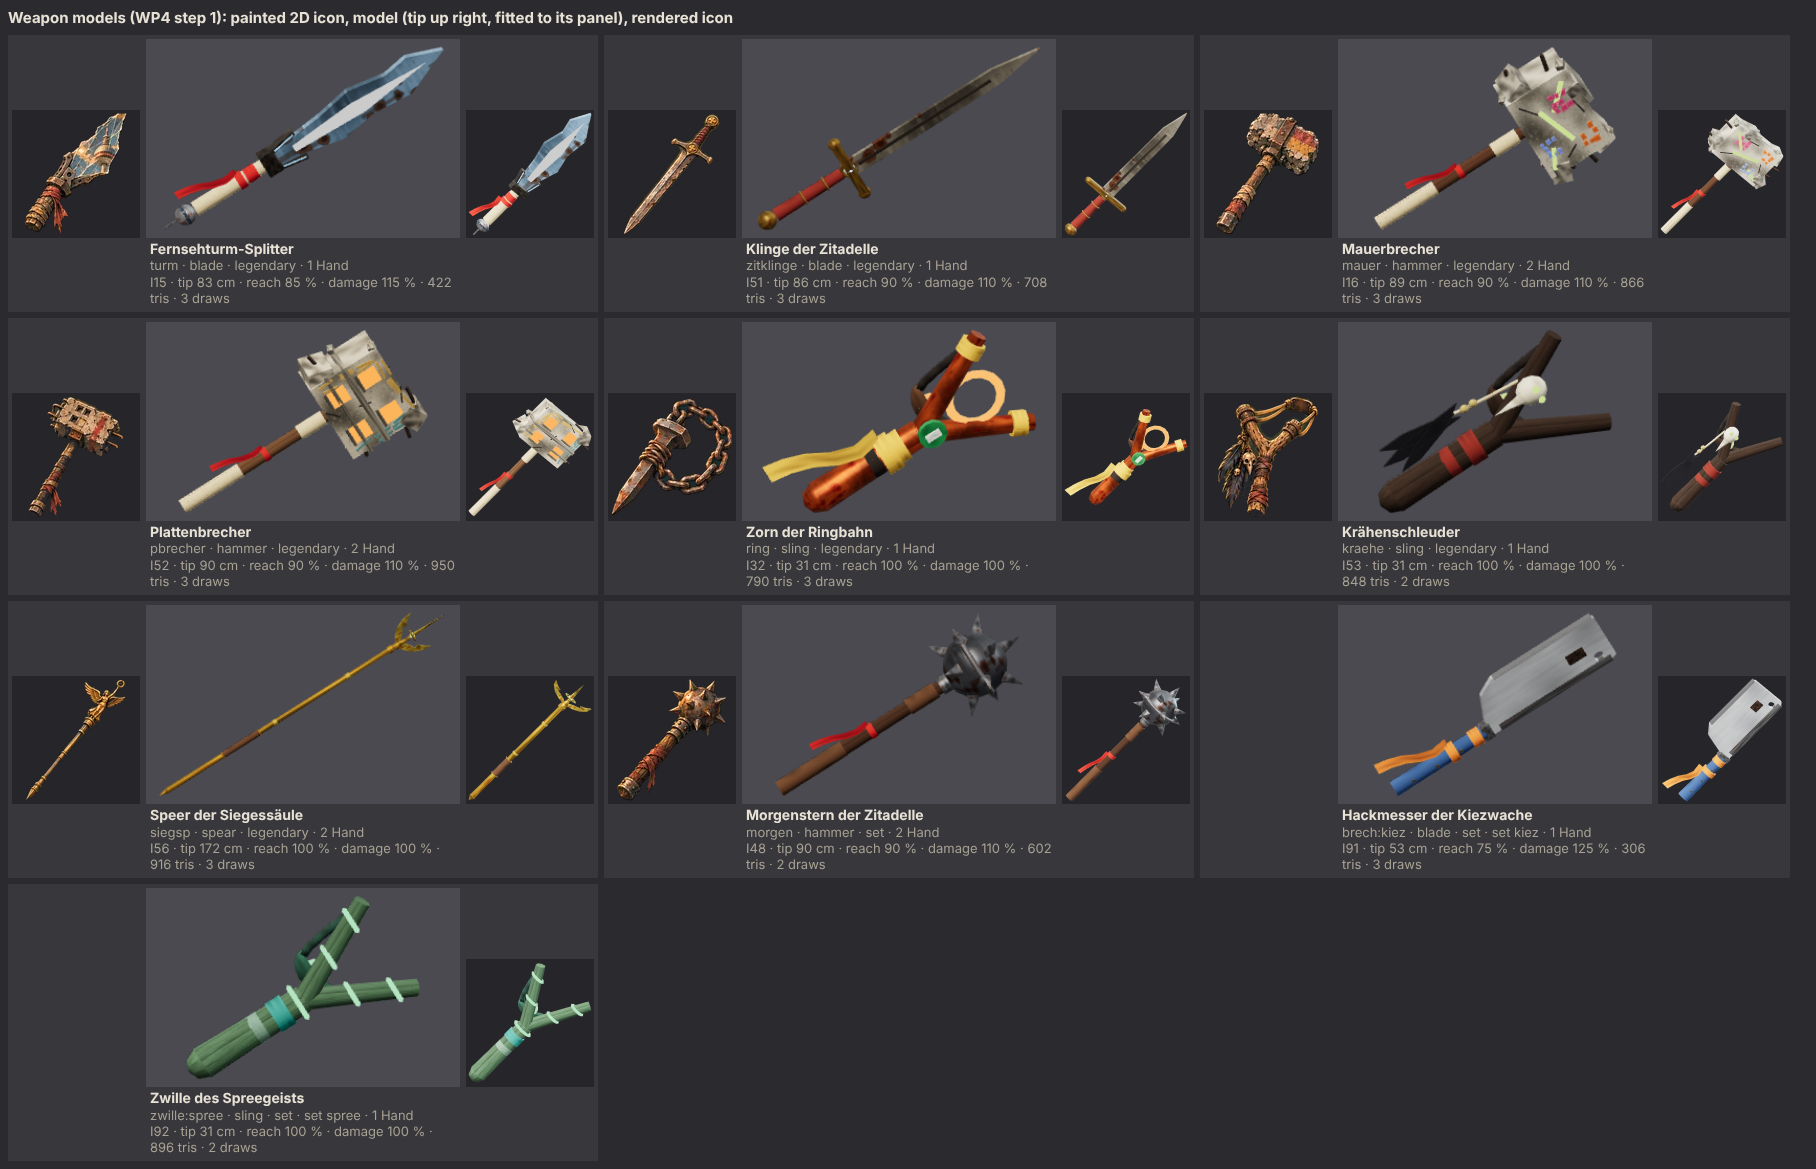 Weapon models (WP4 step 1): painted 2D icon, model (tip up right, fitted to its panel), rendered icon
Fernsehturm-Splitter
turm · blade · legendary · 1 Hand
I15 · tip 83 cm · reach 85 % · damage 115 % · 422
tris · 3 draws
Klinge der Zitadelle
zitklinge · blade · legendary · 1 Hand
I51 · tip 86 cm · reach 90 % · damage 110 % · 708
tris · 3 draws
Mauerbrecher
mauer · hammer · legendary · 2 Hand
I16 · tip 89 cm · reach 90 % · damage 110 % · 866
tris · 3 draws
Plattenbrecher
pbrecher · hammer · legendary · 2 Hand
I52 · tip 90 cm · reach 90 % · damage 110 % · 950
tris · 3 draws
Zorn der Ringbahn
ring · sling · legendary · 1 Hand
I32 · tip 31 cm · reach 100 % · damage 100 % ·
790 tris · 3 draws
Krähenschleuder
kraehe · sling · legendary · 1 Hand
I53 · tip 31 cm · reach 100 % · damage 100 % ·
848 tris · 2 draws
Speer der Siegessäule
siegsp · spear · legendary · 2 Hand
I56 · tip 172 cm · reach 100 % · damage 100 % ·
916 tris · 3 draws
Morgenstern der Zitadelle
morgen · hammer · set · 2 Hand
I48 · tip 90 cm · reach 90 % · damage 110 % · 602
tris · 2 draws
Hackmesser der Kiezwache
brech:kiez · blade · set · set kiez · 1 Hand
I91 · tip 53 cm · reach 75 % · damage 125 % · 306
tris · 3 draws
Zwille des Spreegeists
zwille:spree · sling · set · set spree · 1 Hand
I92 · tip 31 cm · reach 100 % · damage 100 % ·
896 tris · 2 draws